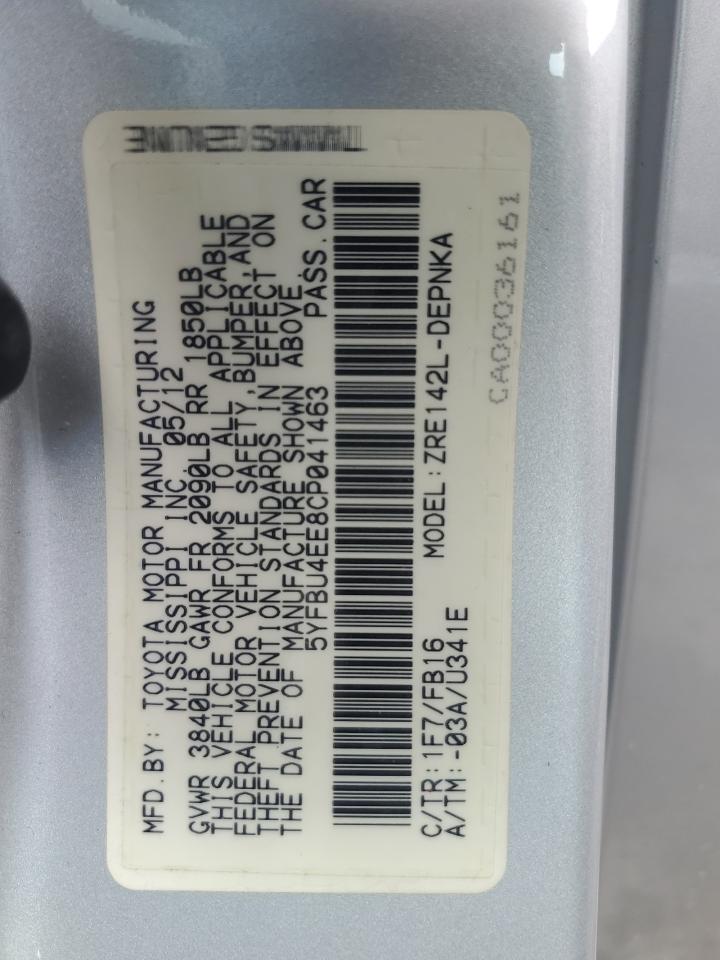 MFD.BY: TOYOTA MOTOR MANUFACTURING
MISSISSIPPI INC. 05/12
GVWR 3840LB GAWR FR 2090LB RR 1850LB
THIS VEHICLE CONFORMS TO ALL APPLICABLE
FEDERAL MOTOR VEHICLE SAFETY,BUMPER,AND
THEFT PREVENTION STANDARDS IN EFFECT ON
THE DATE OF MANUFACTURE SHOWN ABOVE.
5YFBU4EE8CP041463 PASS.CAR
C/TR:1F7/FB16 MODEL:ZRE142L-DEPNKA
A/TM:-03A/U341E
CA00036161